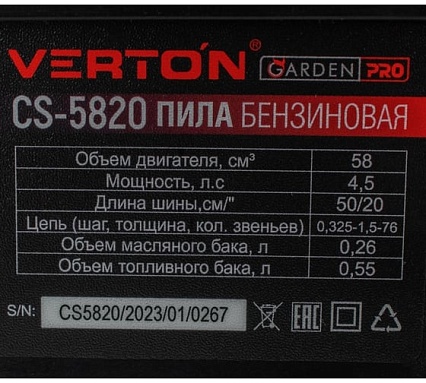 VERTON® GARDEN PRO
CS-5820 ПИЛА БЕНЗИНОВАЯ
Объем двигателя, см³ 58
Мощность, л.с 4,5
Длина шины,см/" 50/20
Цепь (шаг, толщина, кол. звеньев) 0,325-1,5-76
Объем масляного бака, л 0,26
Объем топливного бака, л 0,55
S/N: CS5820/2023/01/0267 EAC